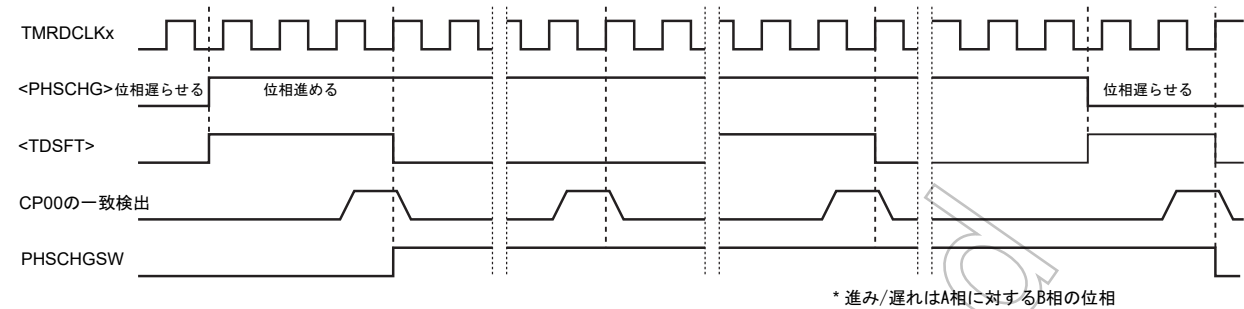 TMRDCLKx
<PHSCHG>位相遅らせる 位相進める 位相遅らせる
<TDSFT>
CP00の一致検出
PHSCHGSW
* 進み/遅れはA相に対するB相の位相